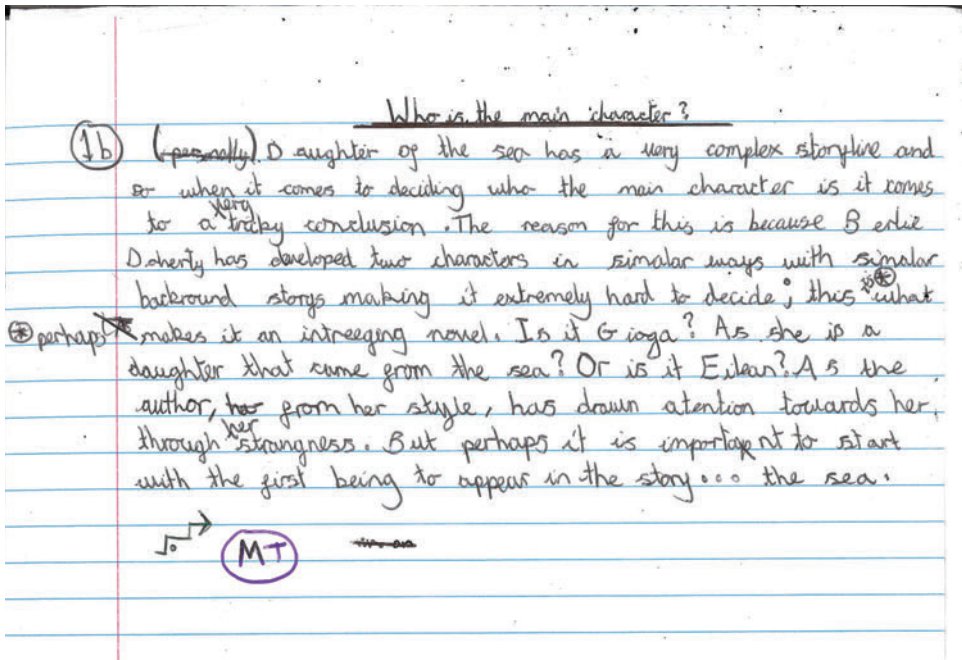 Who is the main character?
1b (personally). Daughter of the sea has a very complex storyline and
so when it comes to deciding who the main character is it comes
to a very tricky conclusion. The reason for this is because Berlie
Doherty has developed two characters in simalar ways with simalar
backround storys making it extremely hard to decide; this is * what
* perhaps makes it an intreeging novel. Is it Gioga? As she is a
daughter that came from the sea? Or is it Eilean? As the
author, from her style, has drawn atention towards her,
through her strangness. But perhaps it is important to start
with the first being to appear in the story... the sea.
MT